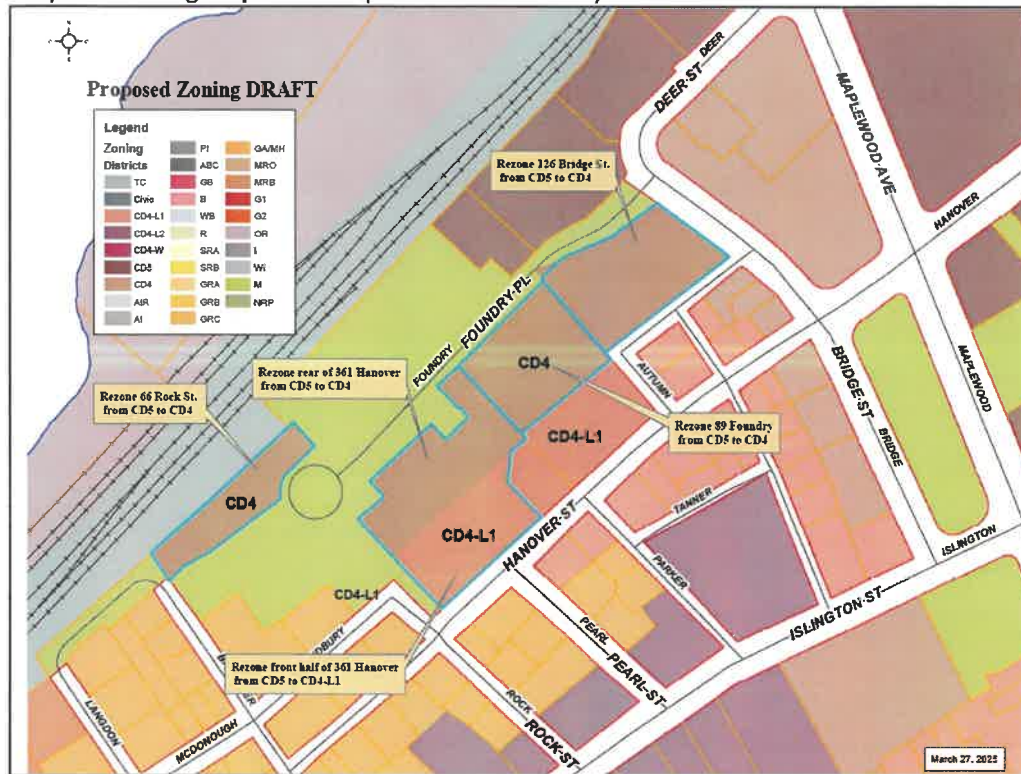 Proposed Zoning DRAFT
Legend
Zoning
Districts
TC
Civic
CD4-L1
CD4-L2
CD4-W
CD5
CD4
AIR
AI
PI
ABC
GB
B
WB
R
SRA
SRB
GRA
GRB
GRC
GA/MH
MRO
MRB
G1
G2
OR
I
WI
M
NRP
Rezone 126 Bridge St.
from CD5 to CD4
Rezone rear of 361 Hanover
from CD5 to CD4
Rezone 66 Rock St.
from CD5 to CD4
Rezone 89 Foundry
from CD5 to CD4
Rezone front half of 361 Hanover
from CD5 to CD4-L1
CD4
CD4
CD4-L1
CD4-L1
CD4-L1
DEER
DEER·ST
MAPLEWOOD·AVE
HANOVER
MAPLEWOOD
FOUNDRY·PL
FOUNDRY
AUTUMN
BRIDGE·ST
BRIDGE
TANNER
ISLINGTON
ISLINGTON·ST
HANOVER·ST
PARKER
PEARL
PEARL·ST
ROCK
ROCK·ST
LANGDON
MCDONOUGH
March 27, 2025